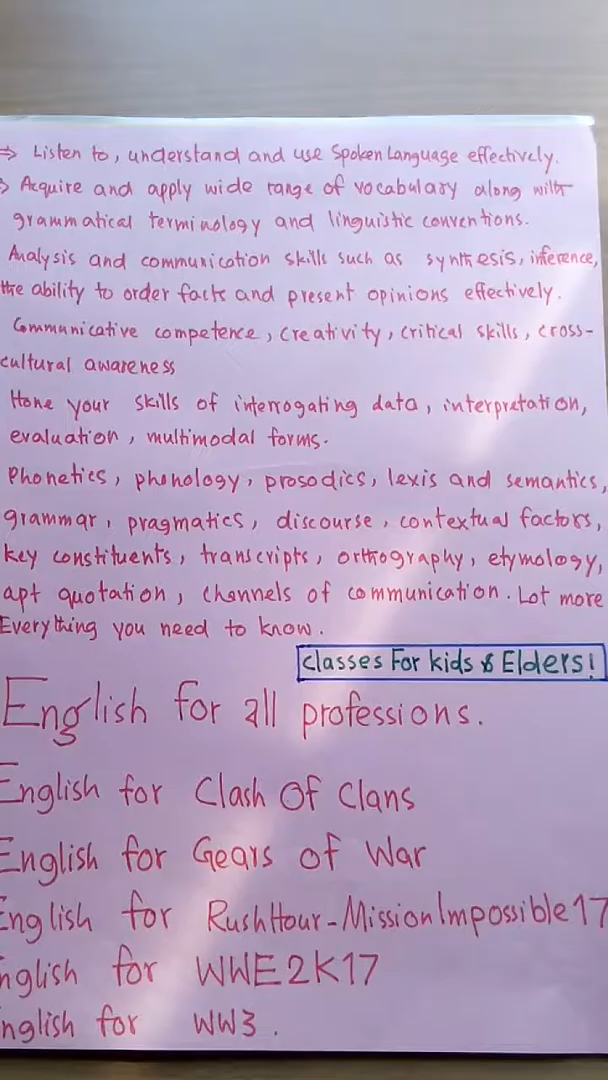 ⇒ Listen to, understand and use Spoken Language effectively.
> Acquire and apply wide range of vocabulary along with
grammatical terminology and linguistic conventions.
Analysis and communication skills such as synthesis, inference,
the ability to order facts and present opinions effectively.
Communicative competence, creativity, critical skills, cross-
cultural awareness
Hone your skills of interrogating data, interpretation,
evaluation, multimodal forms.
Phonetics, phonology, prosodics, lexis and semantics,
grammar, pragmatics, discourse, contextual factors,
key constituents, transcripts, orthography, etymology,
apt quotation, channels of communication. Lot more
Everything you need to know.
Classes For kids & Elders!
English for all professions.
English for Clash Of Clans
English for Gears of War
English for RushHour-MissionImpossible17
nglish for WWE2K17
nglish for WW3.